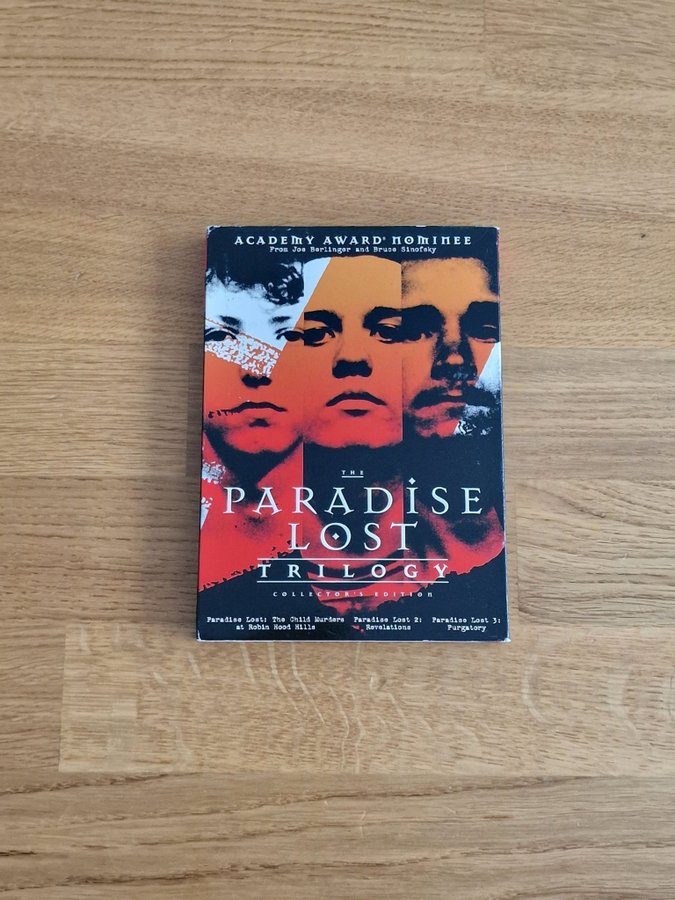 ACADEMY AWARD® NOMINEE
From Joe Berlinger and Bruce Sinofsky
THE
PARADISE
LOST
TRILOGY
COLLECTOR'S EDITION
Paradise Lost: The Child Murders
at Robin Hood Hills
Paradise Lost 2:
Revelations
Paradise Lost 3:
Purgatory